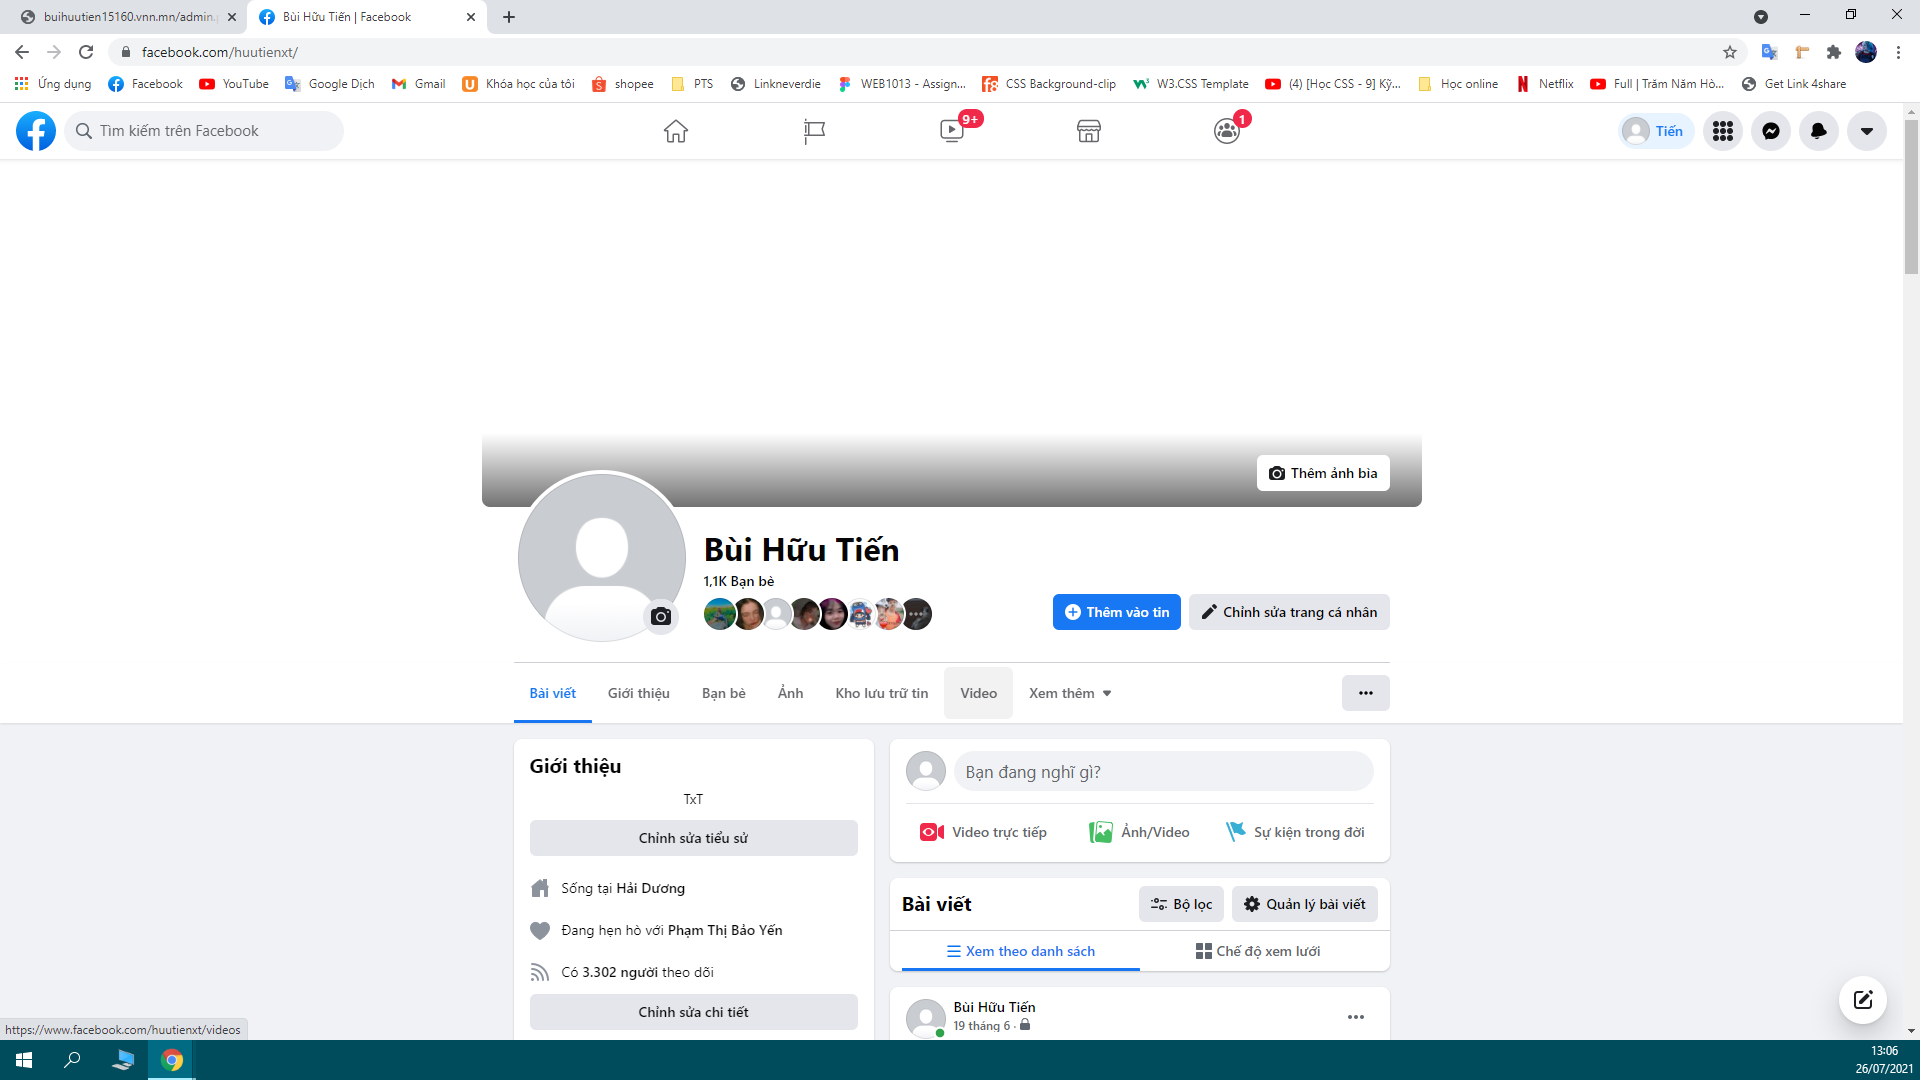 buihuutien15160.vnn.mn/admin.
Bùi Hữu Tiến | Facebook
facebook.com/huutienxt/
Ứng dụng
Facebook
YouTube
Google Dịch
Gmail
Khóa học của tôi
shopee
PTS
Linkneverdie
WEB1013 - Assign...
CSS Background-clip
W3.CSS Template
(4) [Học CSS - 9] Kỹ...
Học online
Netflix
Full | Trăm Năm Hò...
Get Link 4share
Tìm kiếm trên Facebook
9+
1
Tiến
Thêm ảnh bìa
Bùi Hữu Tiến
1,1K Bạn bè
Thêm vào tin
Chỉnh sửa trang cá nhân
Bài viết
Giới thiệu
Bạn bè
Ảnh
Kho lưu trữ tin
Video
Xem thêm
Giới thiệu
TxT
Chỉnh sửa tiểu sử
Sống tại Hải Dương
Đang hẹn hò với Phạm Thị Bảo Yến
Có 3.302 người theo dõi
Chỉnh sửa chi tiết
Bạn đang nghĩ gì?
Video trực tiếp
Ảnh/Video
Sự kiện trong đời
Bài viết
Bộ lọc
Quản lý bài viết
Xem theo danh sách
Chế độ xem lưới
Bùi Hữu Tiến
19 tháng 6 ·
https://www.facebook.com/huutienxt/videos
13:06
26/07/2021